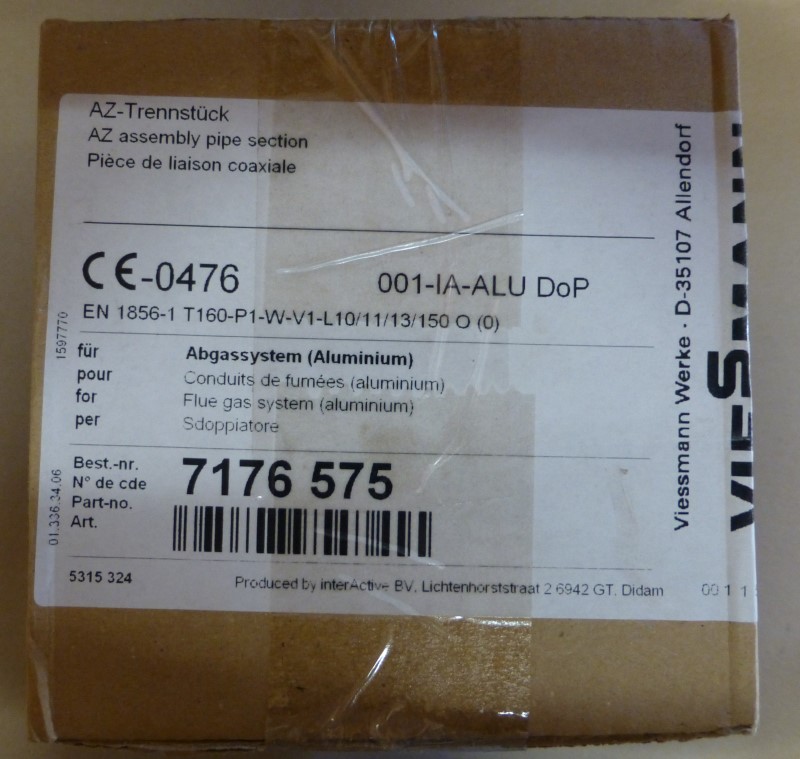 AZ-Trennstück
AZ assembly pipe section
Pièce de liaison coaxiale
CE-0476 001-IA-ALU DoP
EN 1856-1 T160-P1-W-V1-L10/11/13/150 O (0)
für Abgassystem (Aluminium)
pour Conduits de fumées (aluminium)
for Flue gas system (aluminium)
per Sdoppiatore
Best.-nr.
N° de cde
Part-no.
Art.
7176 575
5315 324
Produced by interActive BV. Lichtenhorststraat 2 6942 GT. Didam
00 1 1
1597770
01.336.34.06
Viessmann Werke · D-35107 Allendorf
VIESMANN